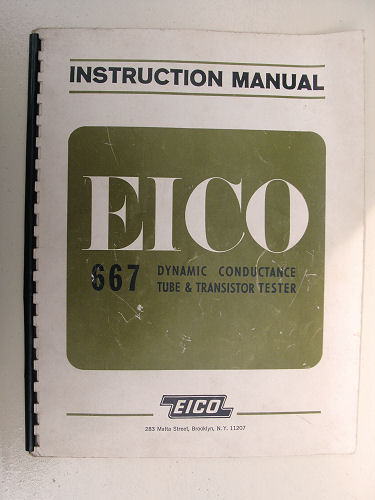 INSTRUCTION MANUAL
EICO
667 DYNAMIC CONDUCTANCE
TUBE & TRANSISTOR TESTER
EICO
283 Malta Street, Brooklyn, N. Y. 11207